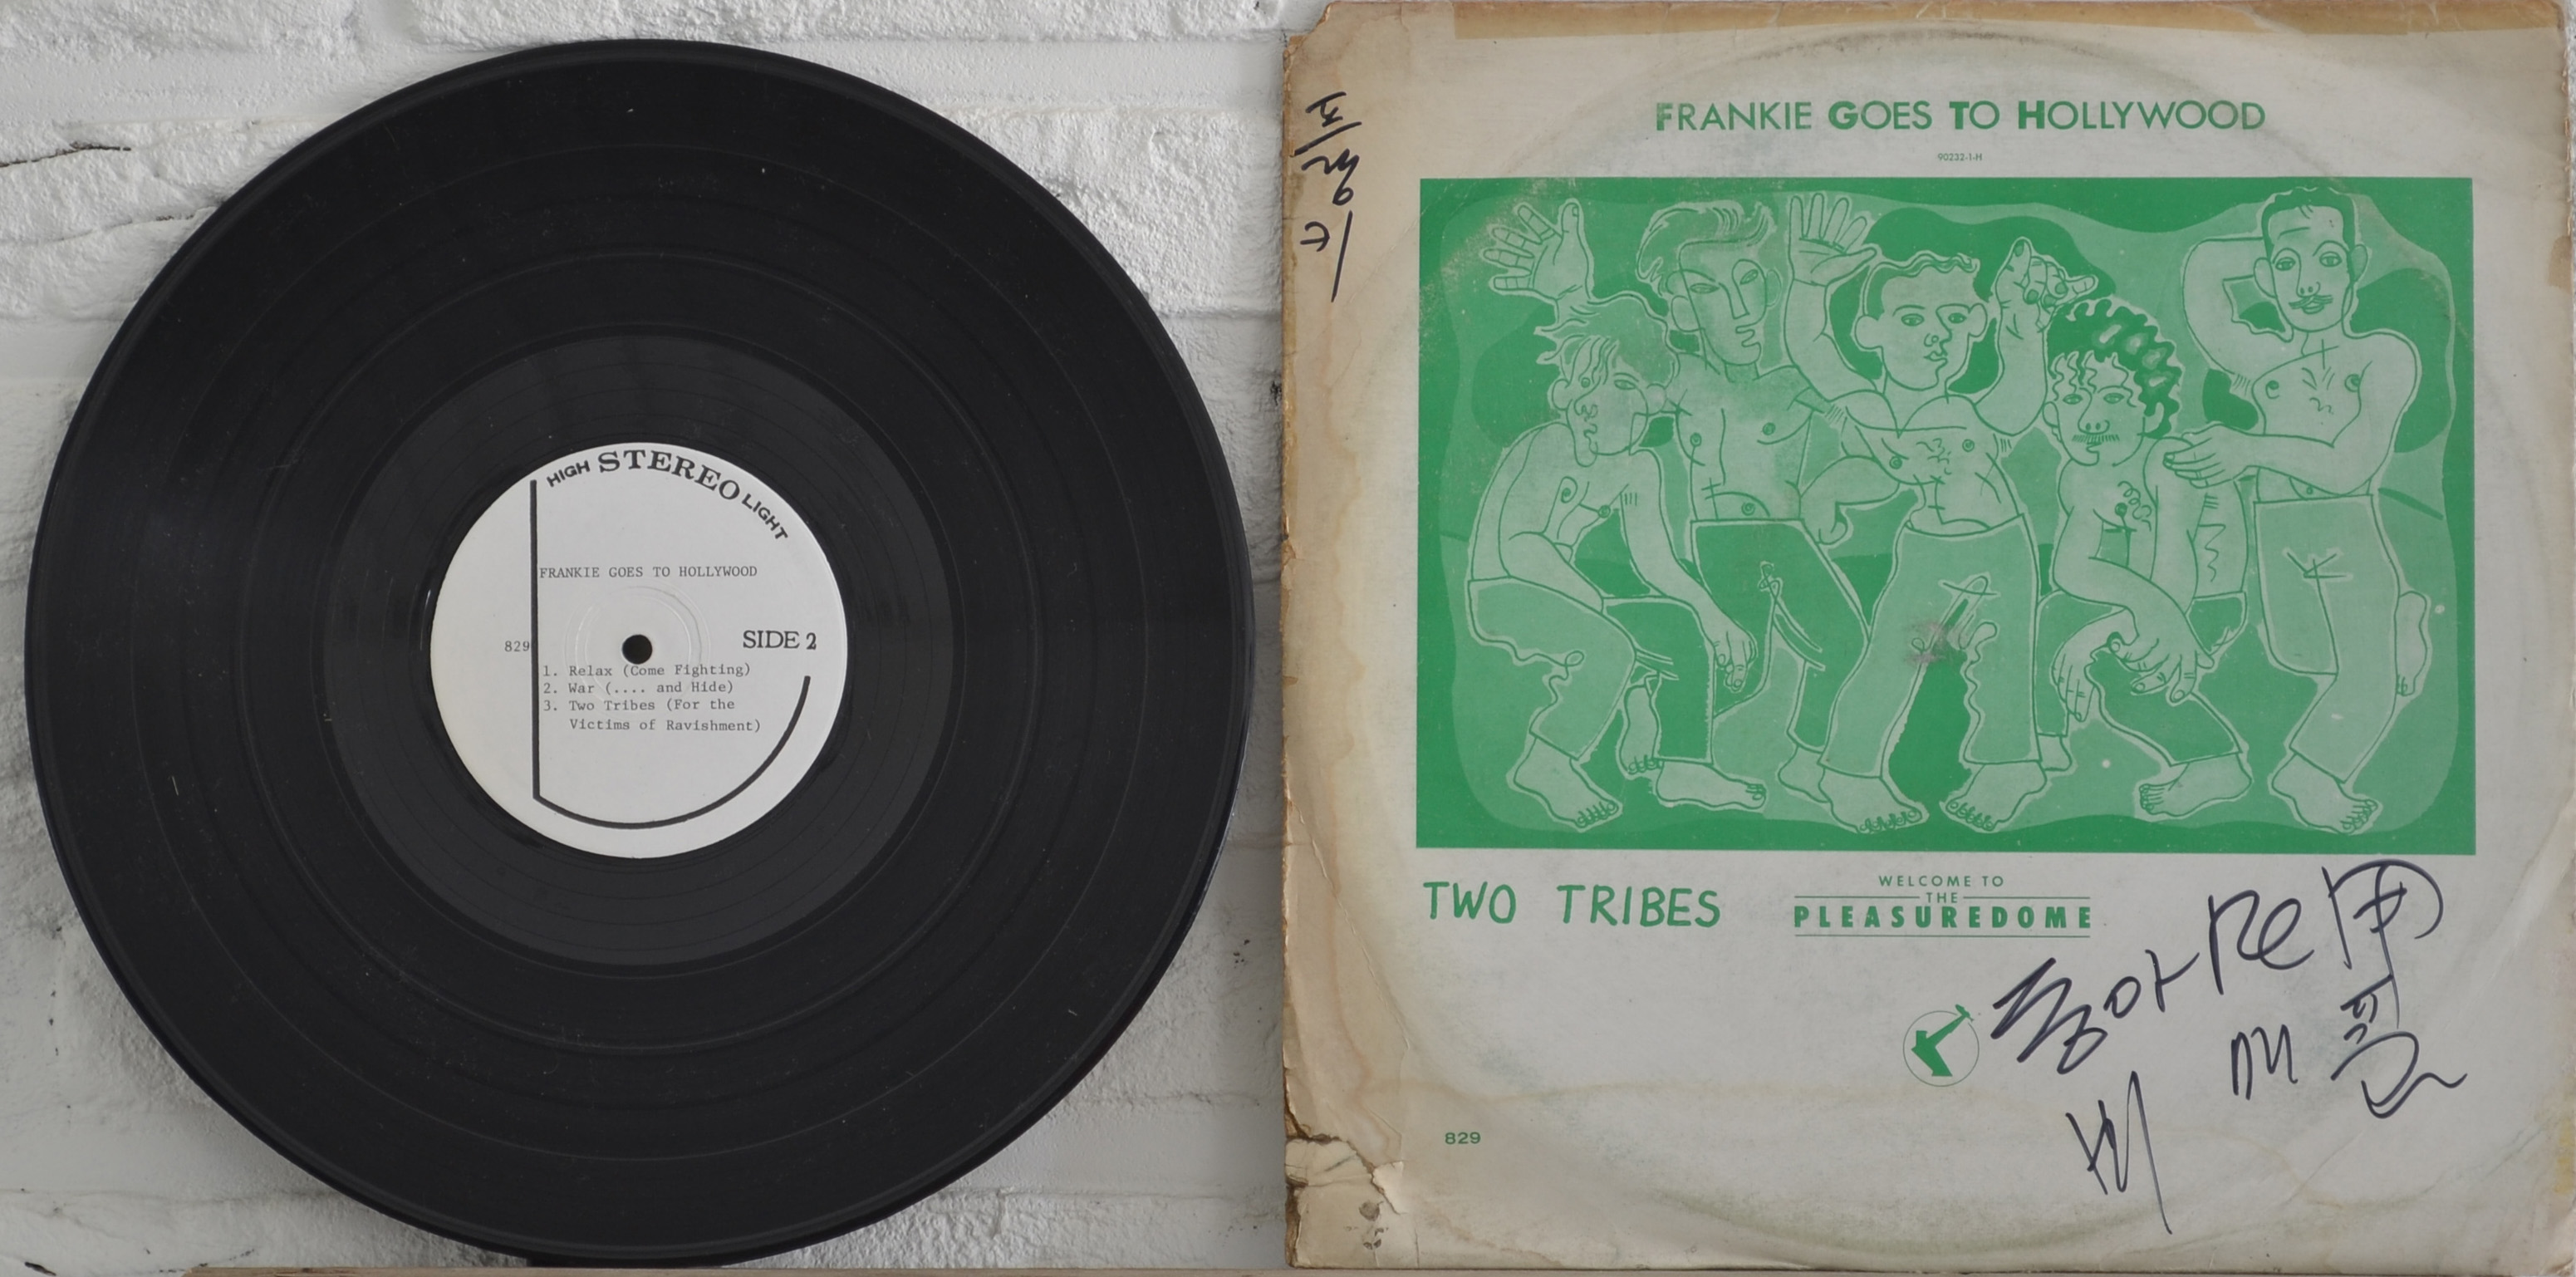 HIGH STEREO LIGHT
FRANKIE GOES TO HOLLYWOOD
829
SIDE 2
1. Relax (Come Fighting)
2. War (.... and Hide)
3. Two Tribes (For the
Victims of Ravishment)
FRANKIE GOES TO HOLLYWOOD
90232-1-H
TWO TRIBES
WELCOME TO
THE
PLEASUREDOME
829